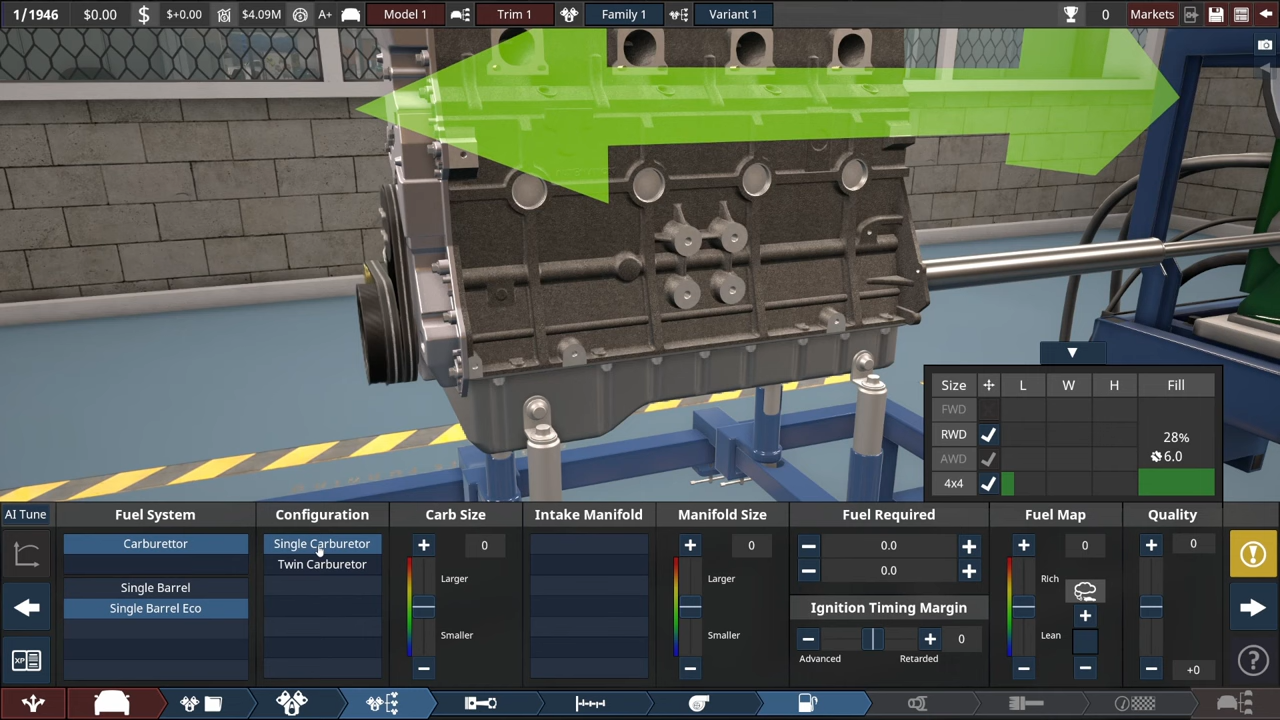 1/1946 $ $0.00 $+0.00 $4.09M A+ Model 1 Trim 1 Family 1 Variant 1 0 Markets
Size L W H Fill
FWD
RWD
AWD
4x4
28%
6.0
AI Tune
Fuel System
Carburettor
Single Barrel
Single Barrel Eco
Configuration
Single Carburetor
Twin Carburetor
Carb Size
+ 0
Larger
Smaller
−
Intake Manifold
Manifold Size
+ 0
Larger
Smaller
−
Fuel Required
− 0.0 +
− 0.0 +
Ignition Timing Margin
− + 0
Advanced Retarded
Fuel Map
+ 0
Rich
+
Lean
− −
Quality
+ 0
− +0
XP
?